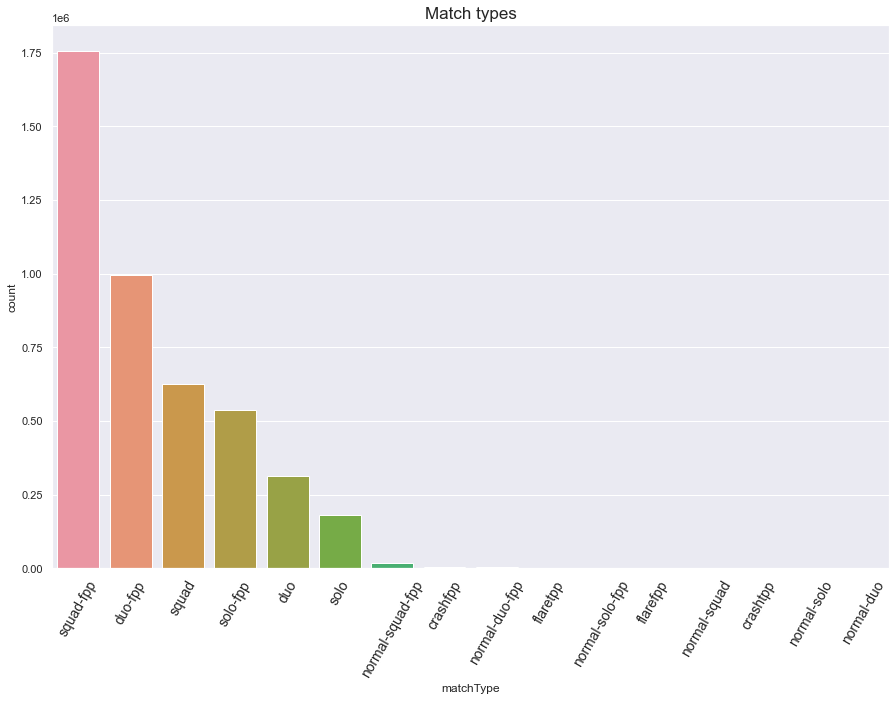 Match types
1e6
1.75
1.50
1.25
1.00
0.75
0.50
0.25
0.00
count
squad-fpp
duo-fpp
squad
solo-fpp
duo
solo
normal-squad-fpp
crashfpp
normal-duo-fpp
flaretpp
normal-solo-fpp
flarefpp
normal-squad
crashtpp
normal-solo
normal-duo
matchType